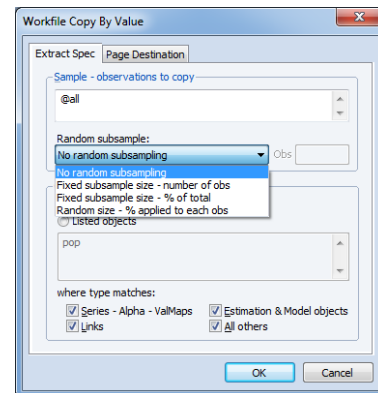 Workfile Copy By Value
Extract Spec Page Destination
Sample - observations to copy
@all
Random subsample:
No random subsampling Obs
No random subsampling
Fixed subsample size - number of obs
Fixed subsample size - % of total
Random size - % applied to each obs
Listed objects
pop
where type matches:
Series - Alpha - ValMaps Estimation & Model objects
Links All others
OK Cancel